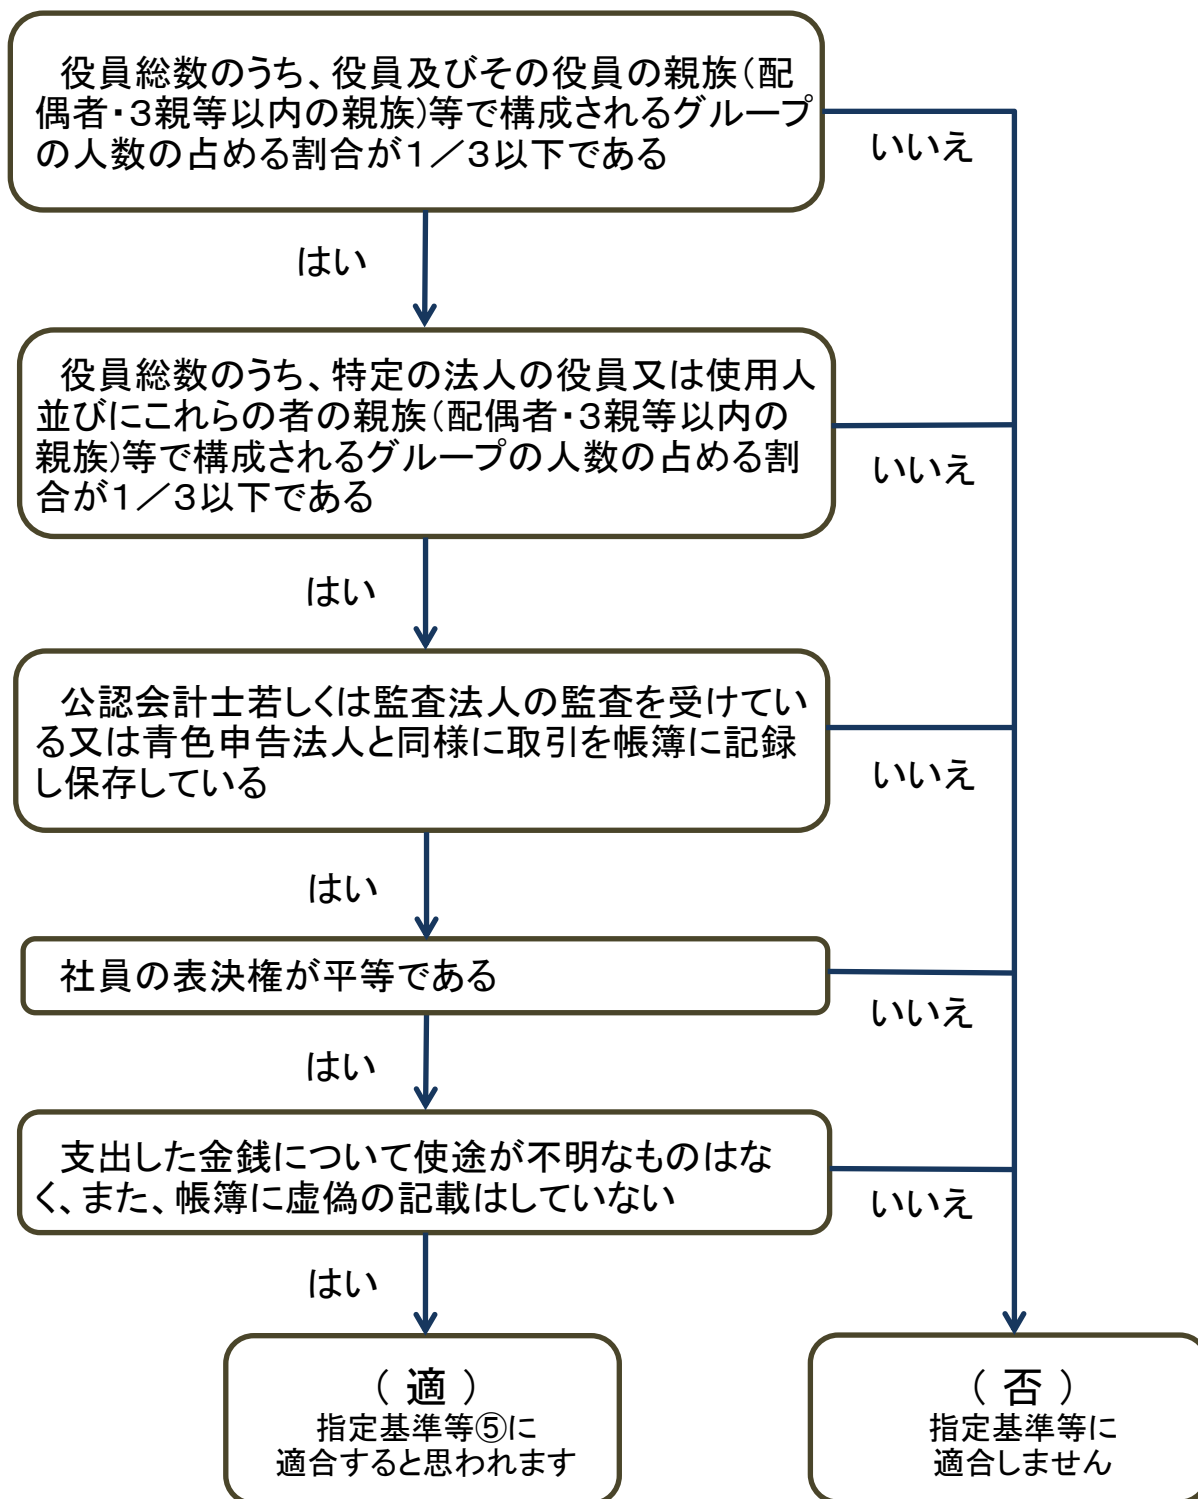 役員総数のうち、役員及びその役員の親族（配
偶者・３親等以内の親族）等で構成されるグループ
の人数の占める割合が１／３以下である
いいえ
はい
役員総数のうち、特定の法人の役員又は使用人
並びにこれらの者の親族（配偶者・３親等以内の
親族）等で構成されるグループの人数の占める割
合が１／３以下である
いいえ
はい
公認会計士若しくは監査法人の監査を受けてい
る又は青色申告法人と同様に取引を帳簿に記録
し保存している
いいえ
はい
社員の表決権が平等である
いいえ
はい
支出した金銭について使途が不明なものはな
く、また、帳簿に虚偽の記載はしていない
いいえ
はい
（ 適 ）
指定基準等⑤に
適合すると思われます
（ 否 ）
指定基準等に
適合しません